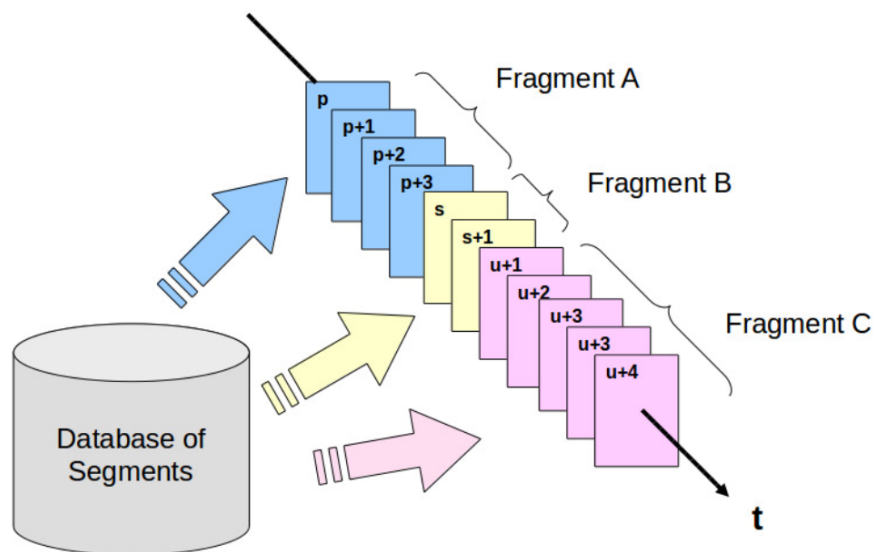 Fragment A
p
p+1
p+2
p+3
Fragment B
s
s+1
Fragment C
u+1
u+2
u+3
u+3
u+4
Database of
Segments
t